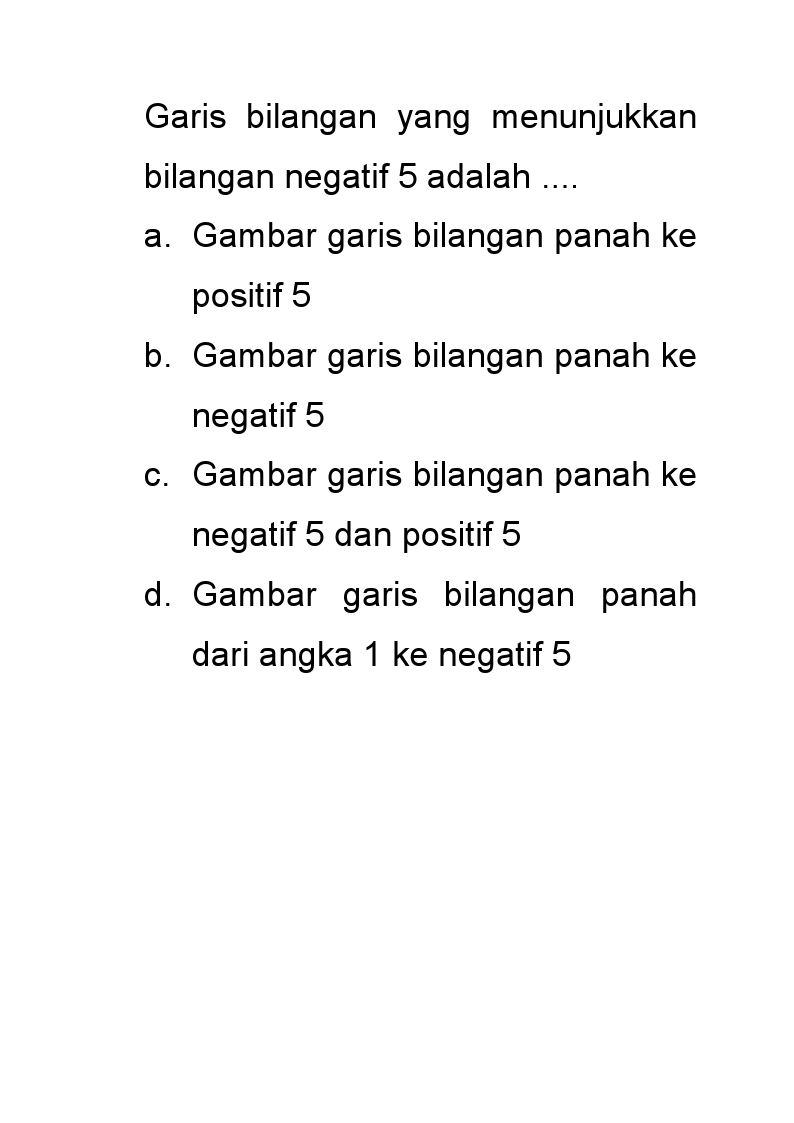 Garis bilangan yang menunjukkan
bilangan negatif 5 adalah ....
a. Gambar garis bilangan panah ke
positif 5
b. Gambar garis bilangan panah ke
negatif 5
c. Gambar garis bilangan panah ke
negatif 5 dan positif 5
d. Gambar garis bilangan panah
dari angka 1 ke negatif 5